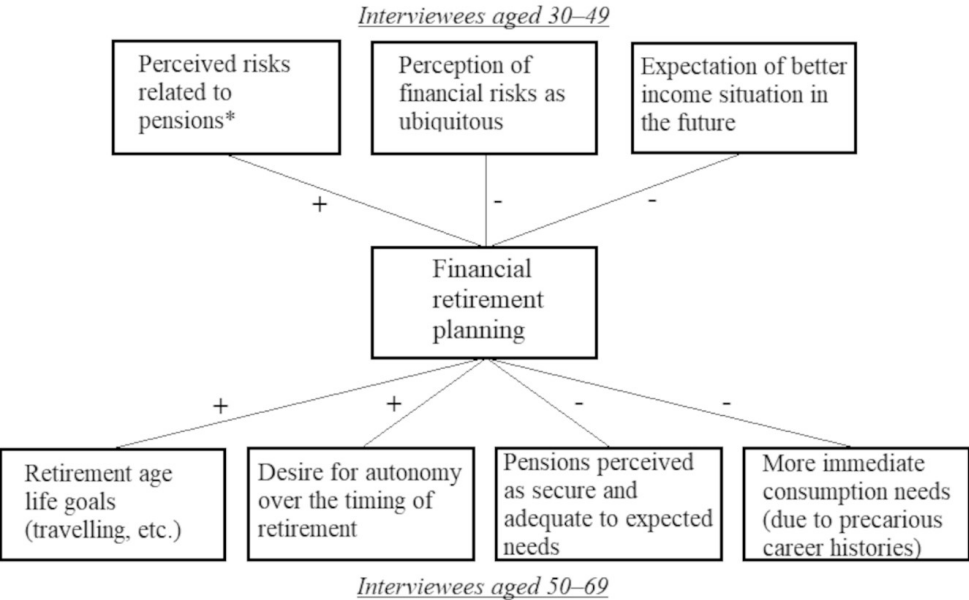 Interviewees aged 30–49
Perceived risks
related to
pensions*
Perception of
financial risks as
ubiquitous
Expectation of better
income situation in
the future
+
-
-
Financial
retirement
planning
+
+
-
-
Retirement age
life goals
(travelling, etc.)
Desire for autonomy
over the timing of
retirement
Pensions perceived
as secure and
adequate to expected
needs
More immediate
consumption needs
(due to precarious
career histories)
Interviewees aged 50–69